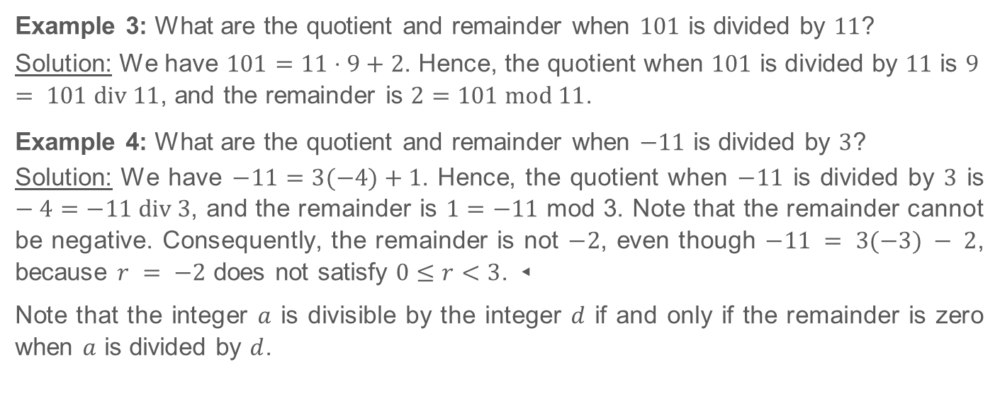 Example 3: What are the quotient and remainder when 101 is divided by 11?
Solution: We have 101 = 11 · 9 + 2. Hence, the quotient when 101 is divided by 11 is 9
= 101 div 11, and the remainder is 2 = 101 mod 11.
Example 4: What are the quotient and remainder when −11 is divided by 3?
Solution: We have −11 = 3(−4) + 1. Hence, the quotient when −11 is divided by 3 is
− 4 = −11 div 3, and the remainder is 1 = −11 mod 3. Note that the remainder cannot
be negative. Consequently, the remainder is not −2, even though −11 = 3(−3) − 2,
because r = −2 does not satisfy 0 ≤ r < 3. ◂
Note that the integer a is divisible by the integer d if and only if the remainder is zero
when a is divided by d.